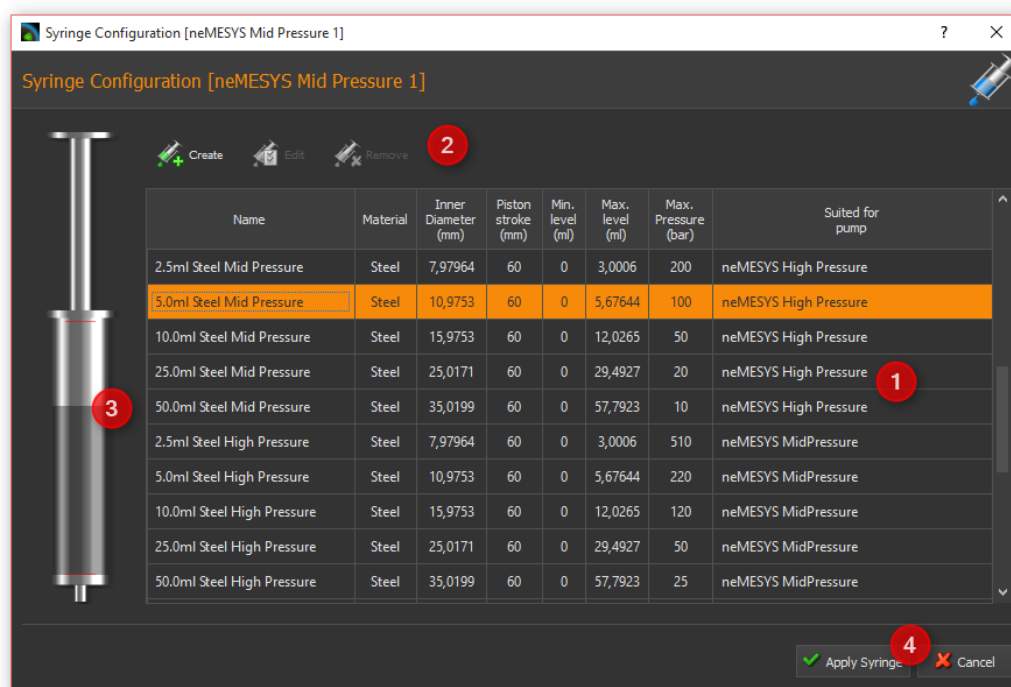 Syringe Configuration [neMESYS Mid Pressure 1]
?
Syringe Configuration [neMESYS Mid Pressure 1]
Create Edit Remove 2
Name Material Inner Diameter (mm) Piston stroke (mm) Min. level (ml) Max. level (ml) Max. Pressure (bar) Suited for pump
2.5ml Steel Mid Pressure Steel 7,97964 60 0 3,0006 200 neMESYS High Pressure
5.0ml Steel Mid Pressure Steel 10,9753 60 0 5,67644 100 neMESYS High Pressure
10.0ml Steel Mid Pressure Steel 15,9753 60 0 12,0265 50 neMESYS High Pressure
25.0ml Steel Mid Pressure Steel 25,0171 60 0 29,4927 20 neMESYS High Pressure
1
50.0ml Steel Mid Pressure Steel 35,0199 60 0 57,7923 10 neMESYS High Pressure
3
2.5ml Steel High Pressure Steel 7,97964 60 0 3,0006 510 neMESYS MidPressure
5.0ml Steel High Pressure Steel 10,9753 60 0 5,67644 220 neMESYS MidPressure
10.0ml Steel High Pressure Steel 15,9753 60 0 12,0265 120 neMESYS MidPressure
25.0ml Steel High Pressure Steel 25,0171 60 0 29,4927 50 neMESYS MidPressure
50.0ml Steel High Pressure Steel 35,0199 60 0 57,7923 25 neMESYS MidPressure
Apply Syringe 4 Cancel